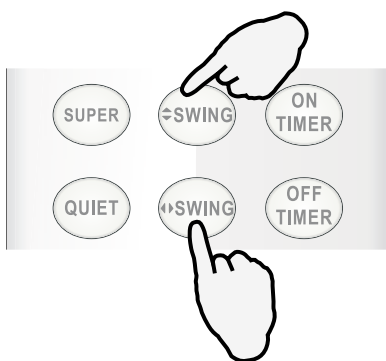 SUPER
SWING
ON
TIMER
QUIET
SWING
OFF
TIMER